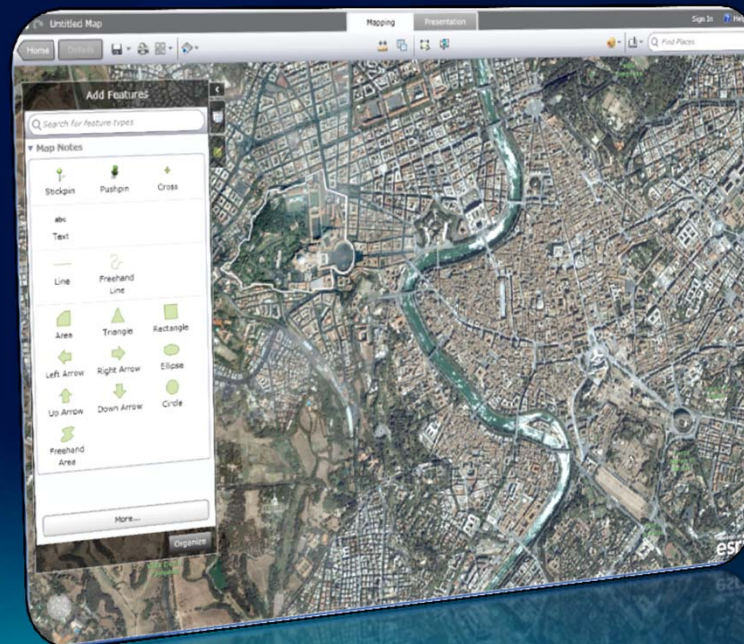 Untitled Map
Mapping
Presentation
Sign In
Help
Home
Details
Find Places
Add Features
Search for feature types
Map Notes
Stickpin
Pushpin
Cross
abc
Text
Line
Freehand
Line
Area
Triangle
Rectangle
Left Arrow
Right Arrow
Ellipse
Up Arrow
Down Arrow
Circle
Freehand
Area
More...
Organize
esri